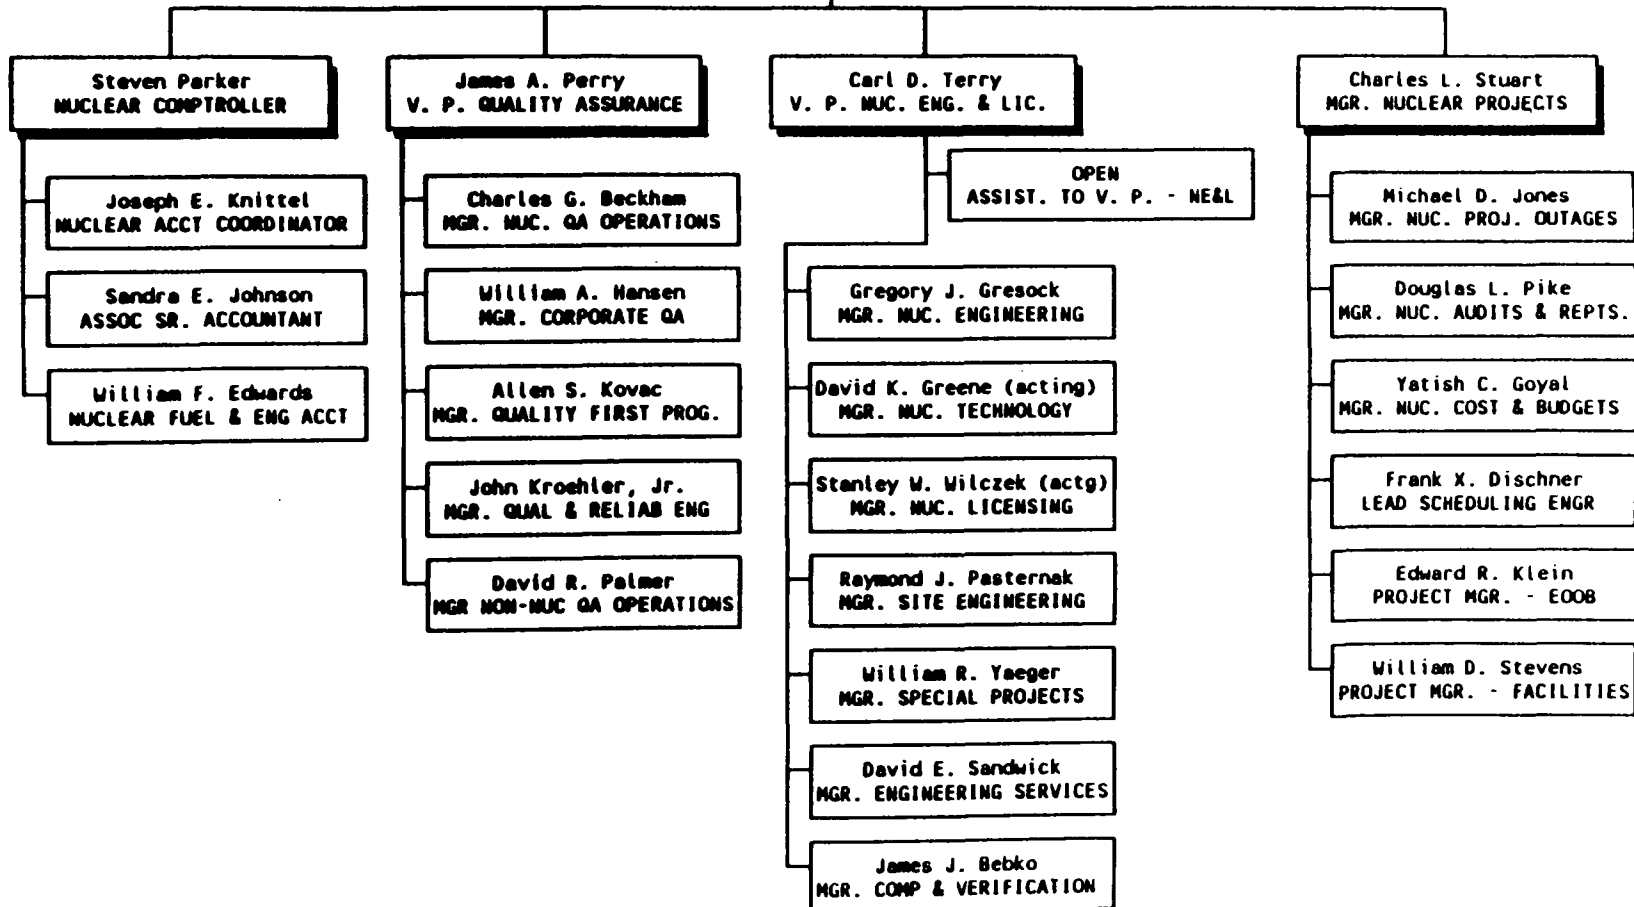 Steven Parker
NUCLEAR COMPTROLLER
Joseph E. Knittel
NUCLEAR ACCT COORDINATOR
Sandra E. Johnson
ASSOC SR. ACCOUNTANT
William F. Edwards
NUCLEAR FUEL & ENG ACCT
James A. Perry
V. P. QUALITY ASSURANCE
Charles G. Beckham
MGR. NUC. QA OPERATIONS
William A. Hansen
MGR. CORPORATE QA
Allen S. Kovac
MGR. QUALITY FIRST PROG.
John Kroehler, Jr.
MGR. QUAL & RELIAB ENG
David R. Palmer
MGR NON-NUC QA OPERATIONS
Carl D. Terry
V. P. NUC. ENG. & LIC.
OPEN
ASSIST. TO V. P. - NE&L
Gregory J. Gresock
MGR. NUC. ENGINEERING
David K. Greene (acting)
MGR. NUC. TECHNOLOGY
Stanley W. Wilczek (actg)
MGR. NUC. LICENSING
Raymond J. Pasternak
MGR. SITE ENGINEERING
William R. Yaeger
MGR. SPECIAL PROJECTS
David E. Sandwick
MGR. ENGINEERING SERVICES
James J. Bebko
MGR. COMP & VERIFICATION
Charles L. Stuart
MGR. NUCLEAR PROJECTS
Michael D. Jones
MGR. NUC. PROJ. OUTAGES
Douglas L. Pike
MGR. NUC. AUDITS & REPTS.
Yatish C. Goyal
MGR. NUC. COST & BUDGETS
Frank X. Dischner
LEAD SCHEDULING ENGR
Edward R. Klein
PROJECT MGR. - EOOB
William D. Stevens
PROJECT MGR. - FACILITIES